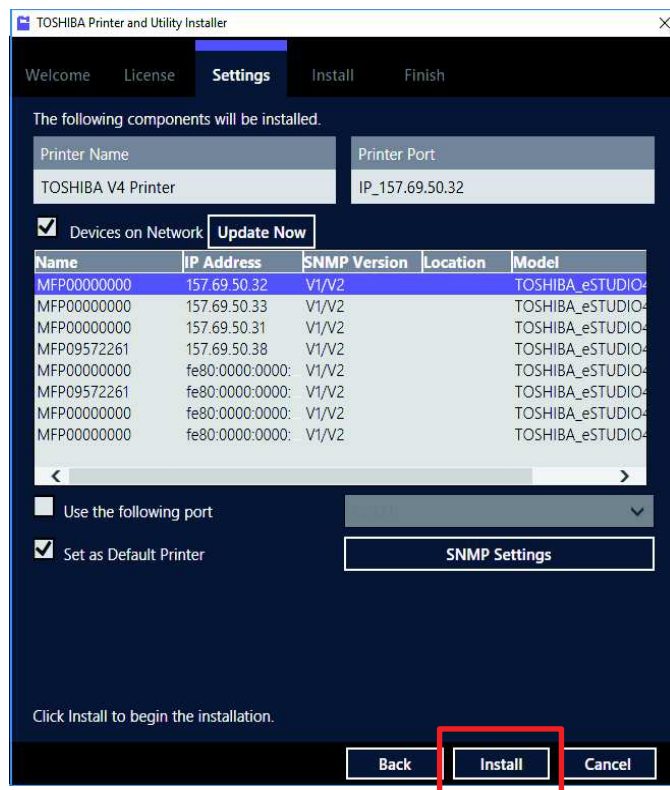 TOSHIBA Printer and Utility Installer
Welcome License Settings Install Finish
The following components will be installed.
Printer Name Printer Port
TOSHIBA V4 Printer IP_157.69.50.32
Devices on Network Update Now
Name IP Address SNMP Version Location Model
MFP00000000 157.69.50.32 V1/V2 TOSHIBA_eSTUDIO4
MFP00000000 157.69.50.33 V1/V2 TOSHIBA_eSTUDIO4
MFP00000000 157.69.50.31 V1/V2 TOSHIBA_eSTUDIO4
MFP09572261 157.69.50.38 V1/V2 TOSHIBA_eSTUDIO4
MFP00000000 fe80:0000:0000: V1/V2 TOSHIBA_eSTUDIO4
MFP09572261 fe80:0000:0000: V1/V2 TOSHIBA_eSTUDIO4
MFP00000000 fe80:0000:0000: V1/V2 TOSHIBA_eSTUDIO4
MFP00000000 fe80:0000:0000: V1/V2 TOSHIBA_eSTUDIO4
Use the following port
Set as Default Printer SNMP Settings
Click Install to begin the installation.
Back Install Cancel